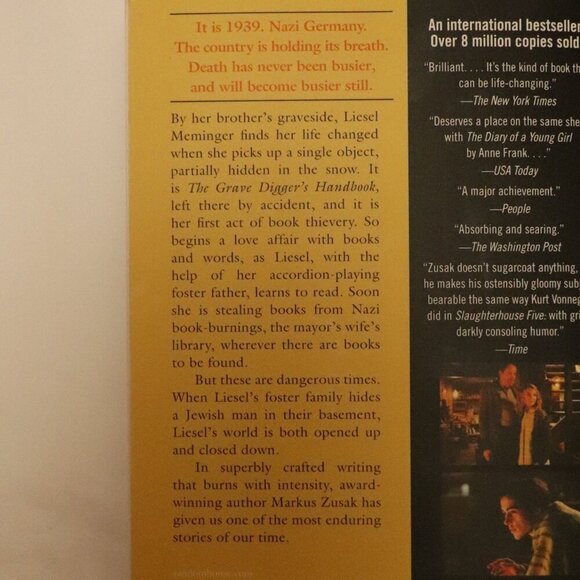 It is 1939. Nazi Germany.
The country is holding its breath.
Death has never been busier,
and will become busier still.
By her brother's graveside, Liesel
Meminger finds her life changed
when she picks up a single object,
partially hidden in the snow. It
is The Grave Digger's Handbook,
left there by accident, and it is
her first act of book thievery. So
begins a love affair with books
and words, as Liesel, with the
help of her accordion-playing
foster father, learns to read. Soon
she is stealing books from Nazi
book-burnings, the mayor's wife's
library, wherever there are books
to be found.
But these are dangerous times.
When Liesel's foster family hides
a Jewish man in their basement,
Liesel's world is both opened up
and closed down.
In superbly crafted writing
that burns with intensity, award-
winning author Markus Zusak has
given us one of the most enduring
stories of our time.
randomhouse.com
An international bestseller
Over 8 million copies sold
"Brilliant. . . . It's the kind of book th
can be life-changing."
—The New York Times
"Deserves a place on the same she
with The Diary of a Young Girl
by Anne Frank. . . ."
—USA Today
"A major achievement."
—People
"Absorbing and searing."
—The Washington Post
"Zusak doesn't sugarcoat anything,
he makes his ostensibly gloomy sub
bearable the same way Kurt Vonneg
did in Slaughterhouse Five: with gri
darkly consoling humor."
—Time